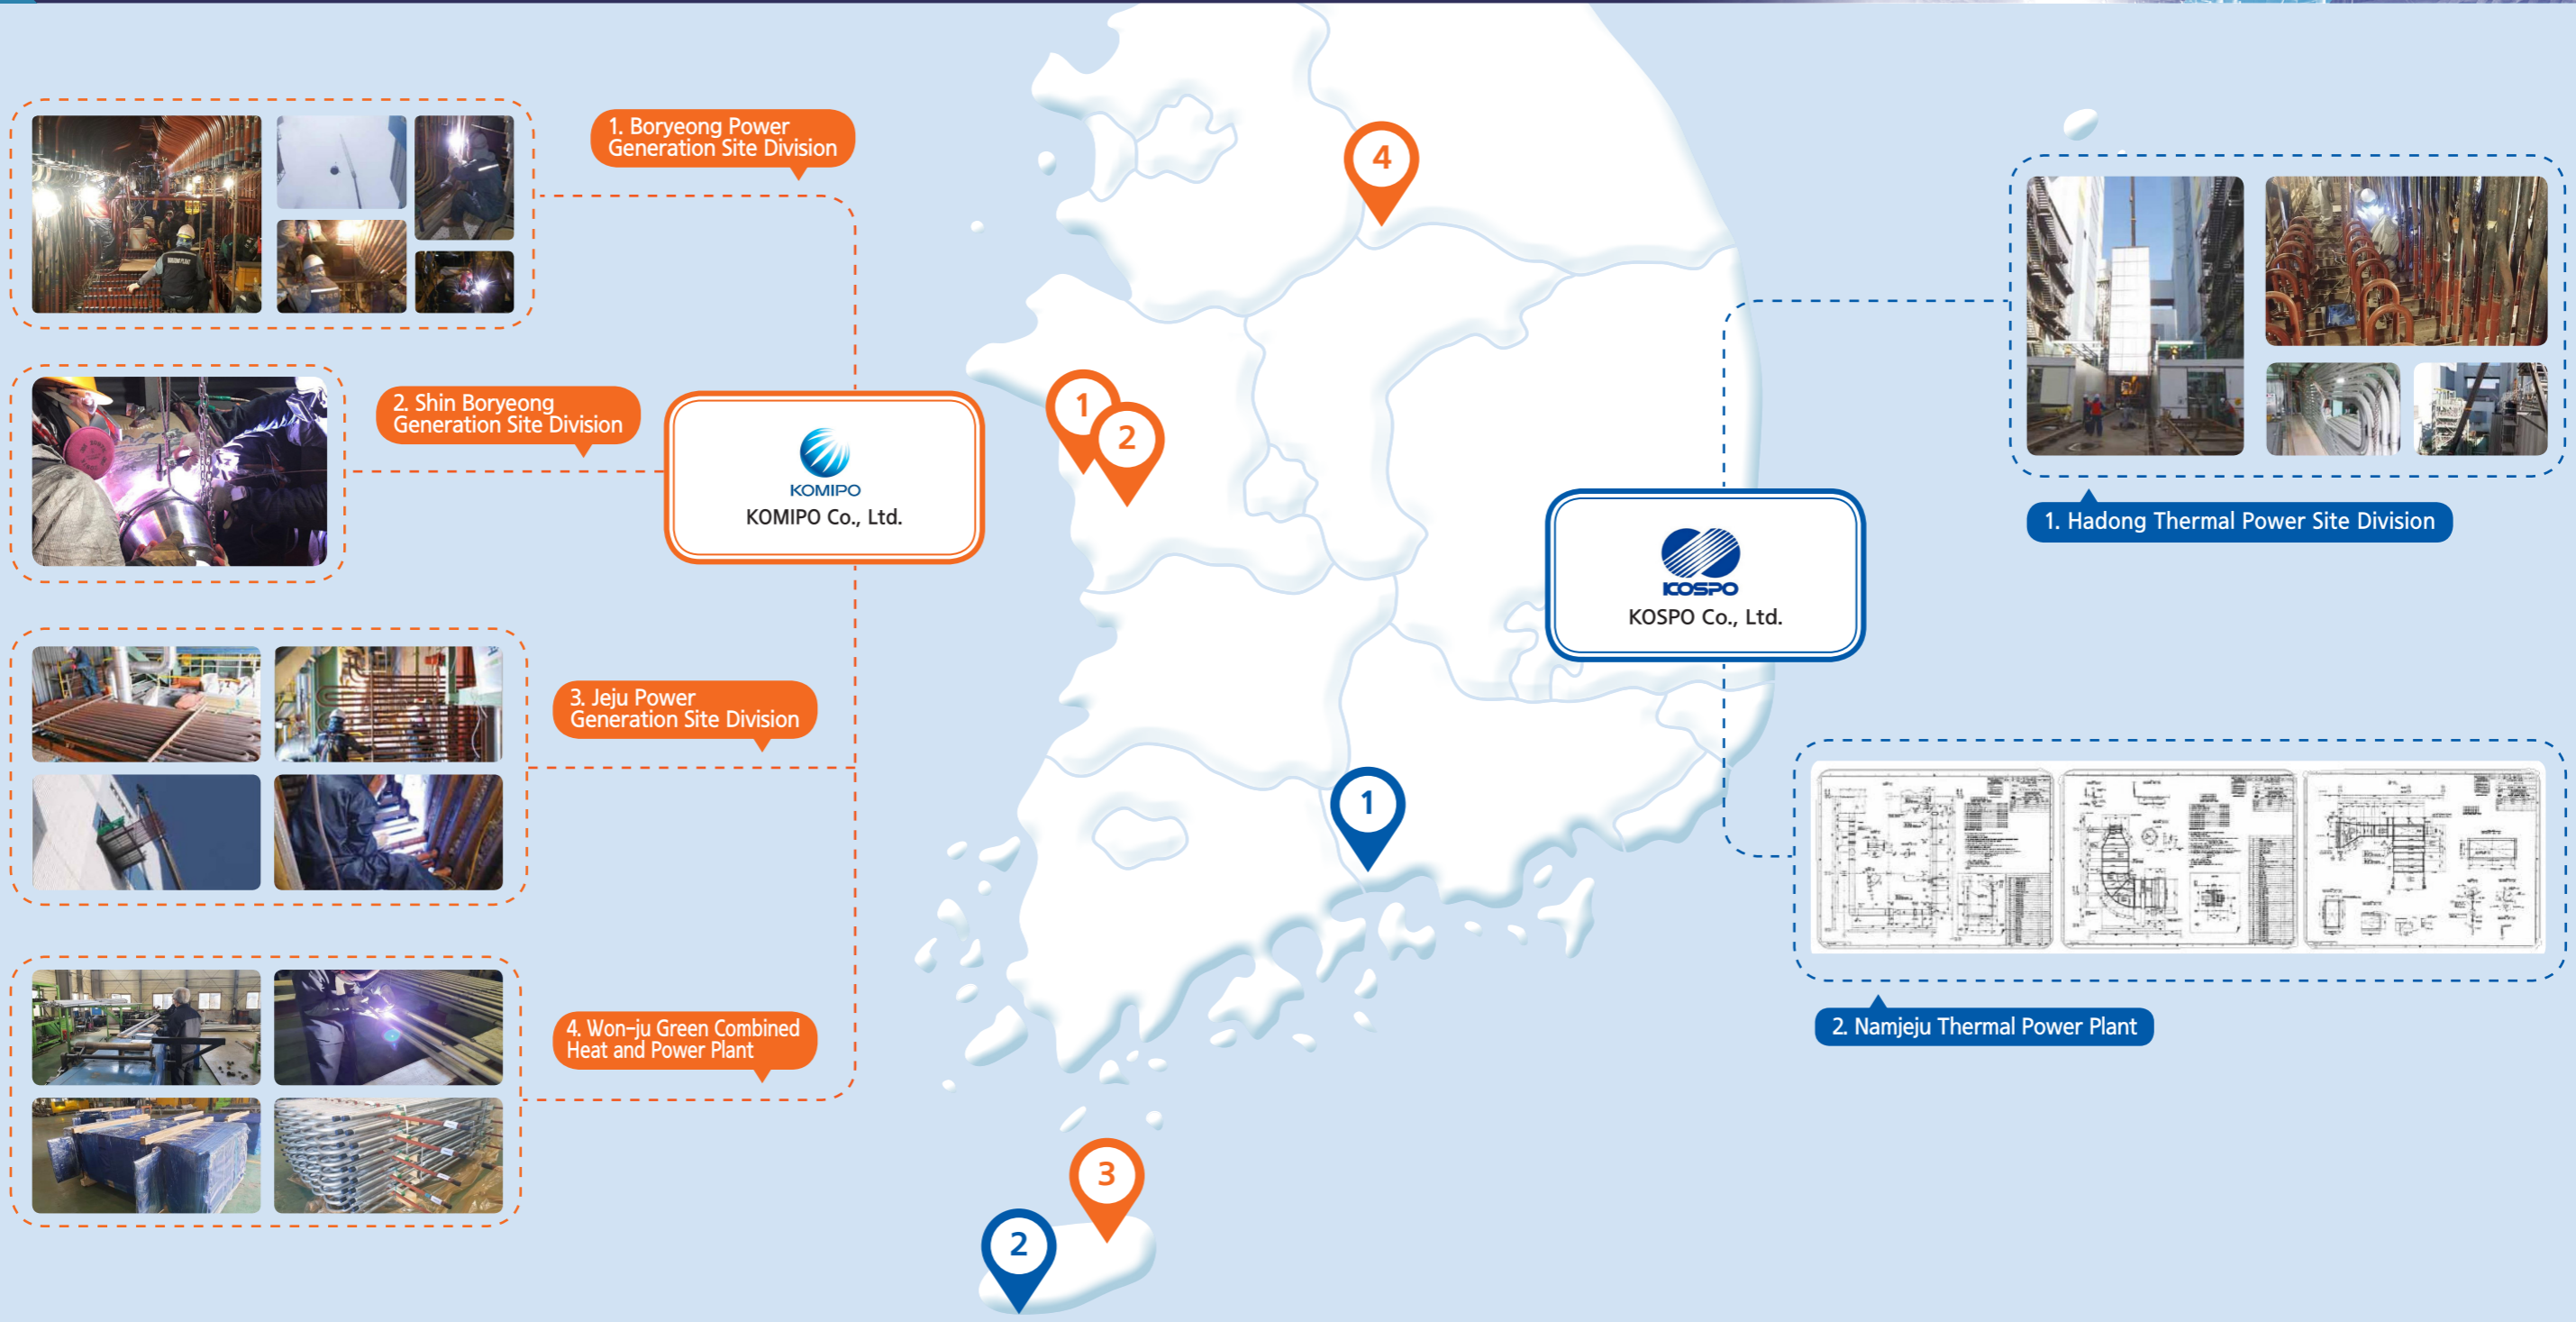 1. Boryeong Power
Generation Site Division
2. Shin Boryeong
Generation Site Division
KOMIPO
KOMIPO Co., Ltd.
3. Jeju Power
Generation Site Division
4. Won-ju Green Combined
Heat and Power Plant
4
1
2
1
3
2
KOSPO
KOSPO Co., Ltd.
1. Hadong Thermal Power Site Division
2. Namjeju Thermal Power Plant